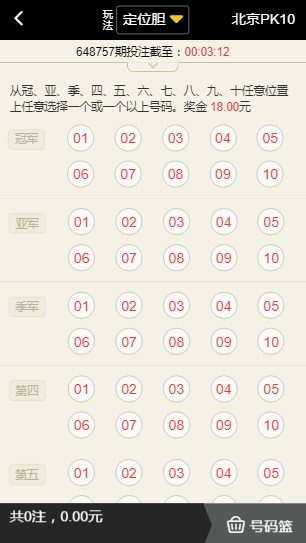 玩法 定位胆 北京PK10
648757期投注截至：00:03:12
从冠、亚、季、四、五、六、七、八、九、十任意位置
上任意选择一个或一个以上号码。奖金 18.00元
冠军 01 02 03 04 05
06 07 08 09 10
亚军 01 02 03 04 05
06 07 08 09 10
季军 01 02 03 04 05
06 07 08 09 10
第四 01 02 03 04 05
06 07 08 09 10
第五 01 02 03 04 05
共0注，0.00元 号码篮